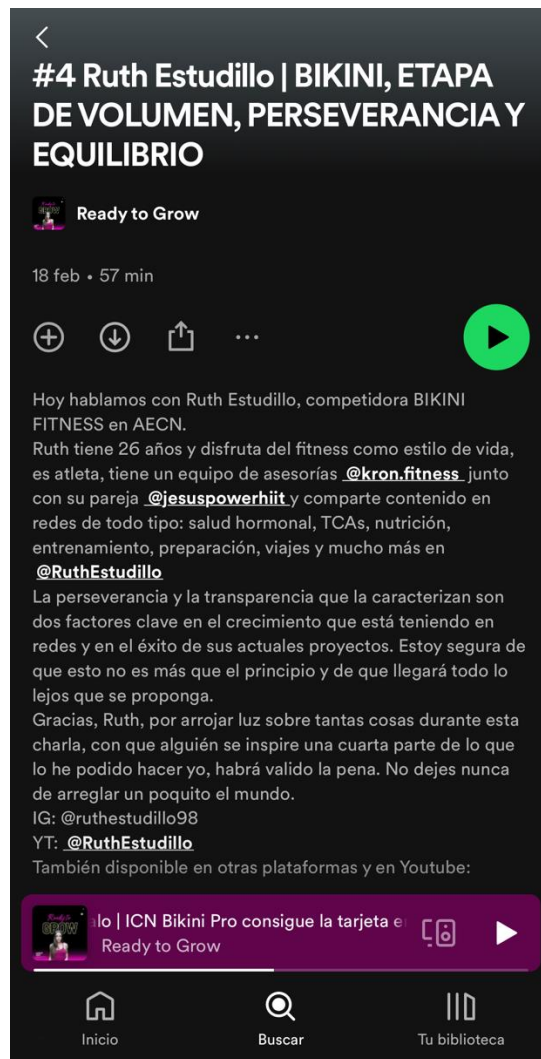 #4 Ruth Estudillo | BIKINI, ETAPA
DE VOLUMEN, PERSEVERANCIA Y
EQUILIBRIO
Ready to Grow
18 feb • 57 min
Hoy hablamos con Ruth Estudillo, competidora BIKINI
FITNESS en AECN.
Ruth tiene 26 años y disfruta del fitness como estilo de vida,
es atleta, tiene un equipo de asesorías @kron.fitness junto
con su pareja @jesuspowerhiit y comparte contenido en
redes de todo tipo: salud hormonal, TCAs, nutrición,
entrenamiento, preparación, viajes y mucho más en
@RuthEstudillo
La perseverancia y la transparencia que la caracterizan son
dos factores clave en el crecimiento que está teniendo en
redes y en el éxito de sus actuales proyectos. Estoy segura de
que esto no es más que el principio y de que llegará todo lo
lejos que se proponga.
Gracias, Ruth, por arrojar luz sobre tantas cosas durante esta
charla, con que alguién se inspire una cuarta parte de lo que
lo he podido hacer yo, habrá valido la pena. No dejes nunca
de arreglar un poquito el mundo.
IG: @ruthestudillo98
YT: @RuthEstudillo
También disponible en otras plataformas y en Youtube:
Ready to
GROW
lo | ICN Bikini Pro consigue la tarjeta e
Ready to Grow
Inicio
Buscar
Tu biblioteca